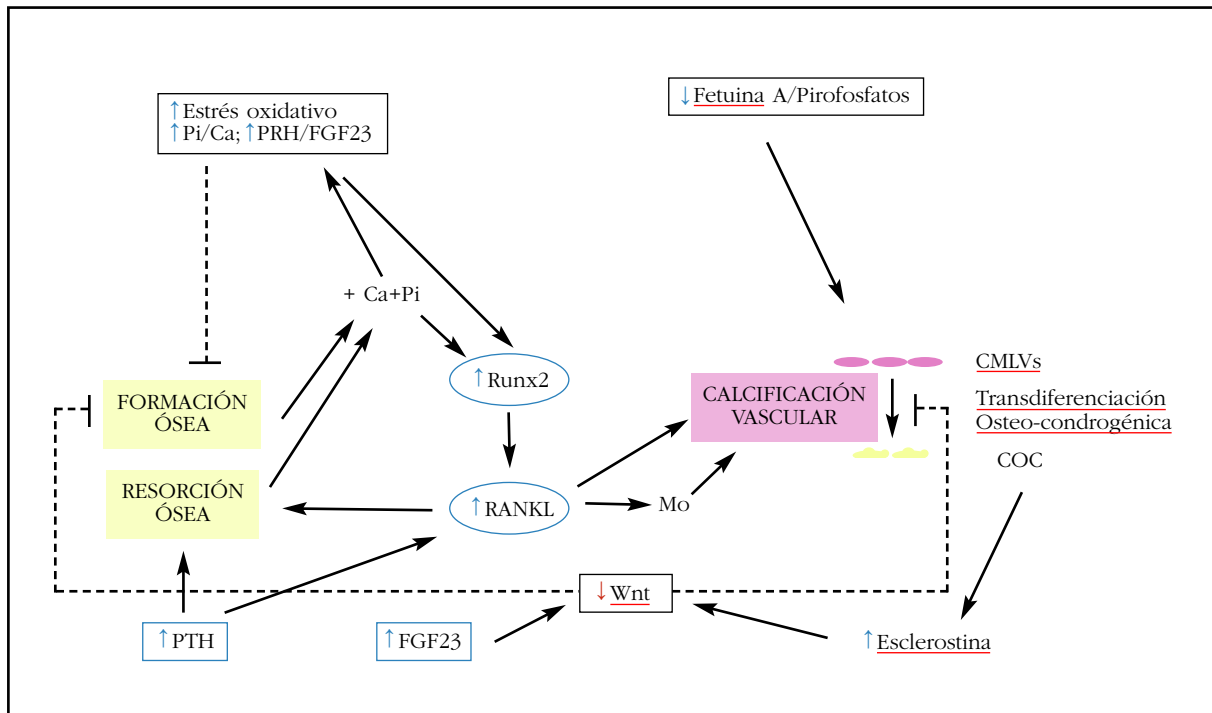 ↑Estrés oxidativo
↑Pi/Ca; ↑PRH/FGF23
↓Fetuina A/Pirofosfatos
+ Ca+Pi
↑Runx2
CMLVs
FORMACIÓN
ÓSEA
CALCIFICACIÓN
VASCULAR
Transdiferenciación
Osteo-condrogénica
COC
RESORCIÓN
ÓSEA
↑RANKL
Mo
↓Wnt
↑PTH
↑FGF23
↑Esclerostina